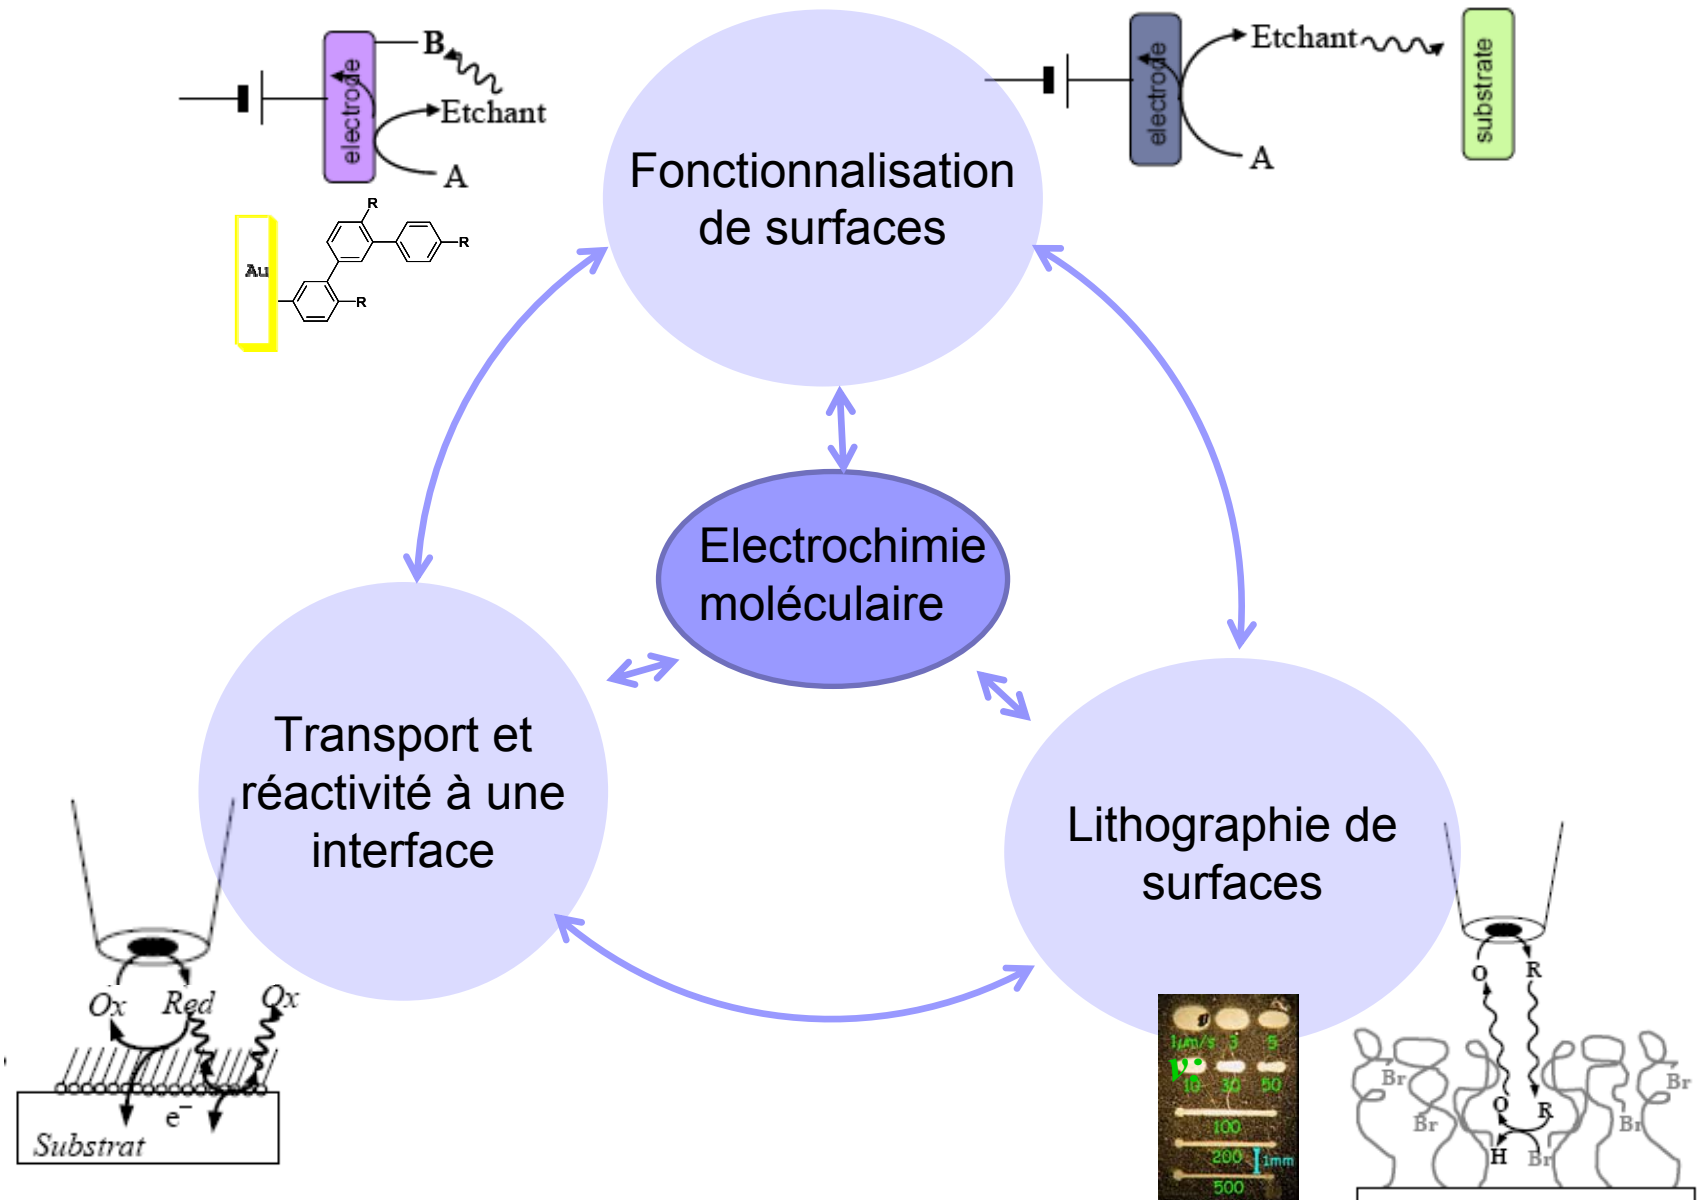 B
electrode
Etchant
A
Etchant
electrode
A
substrate
Fonctionnalisation
de surfaces
R
R
Au
R
Electrochimie
moléculaire
Transport et
réactivité à une
interface
Lithographie de
surfaces
Ox Red Ox
e⁻
Substrat
1µm/s 3 5
v:
10 30 50
100
200 1mm
500
O R
Br Br
O R
Br Br
H Br